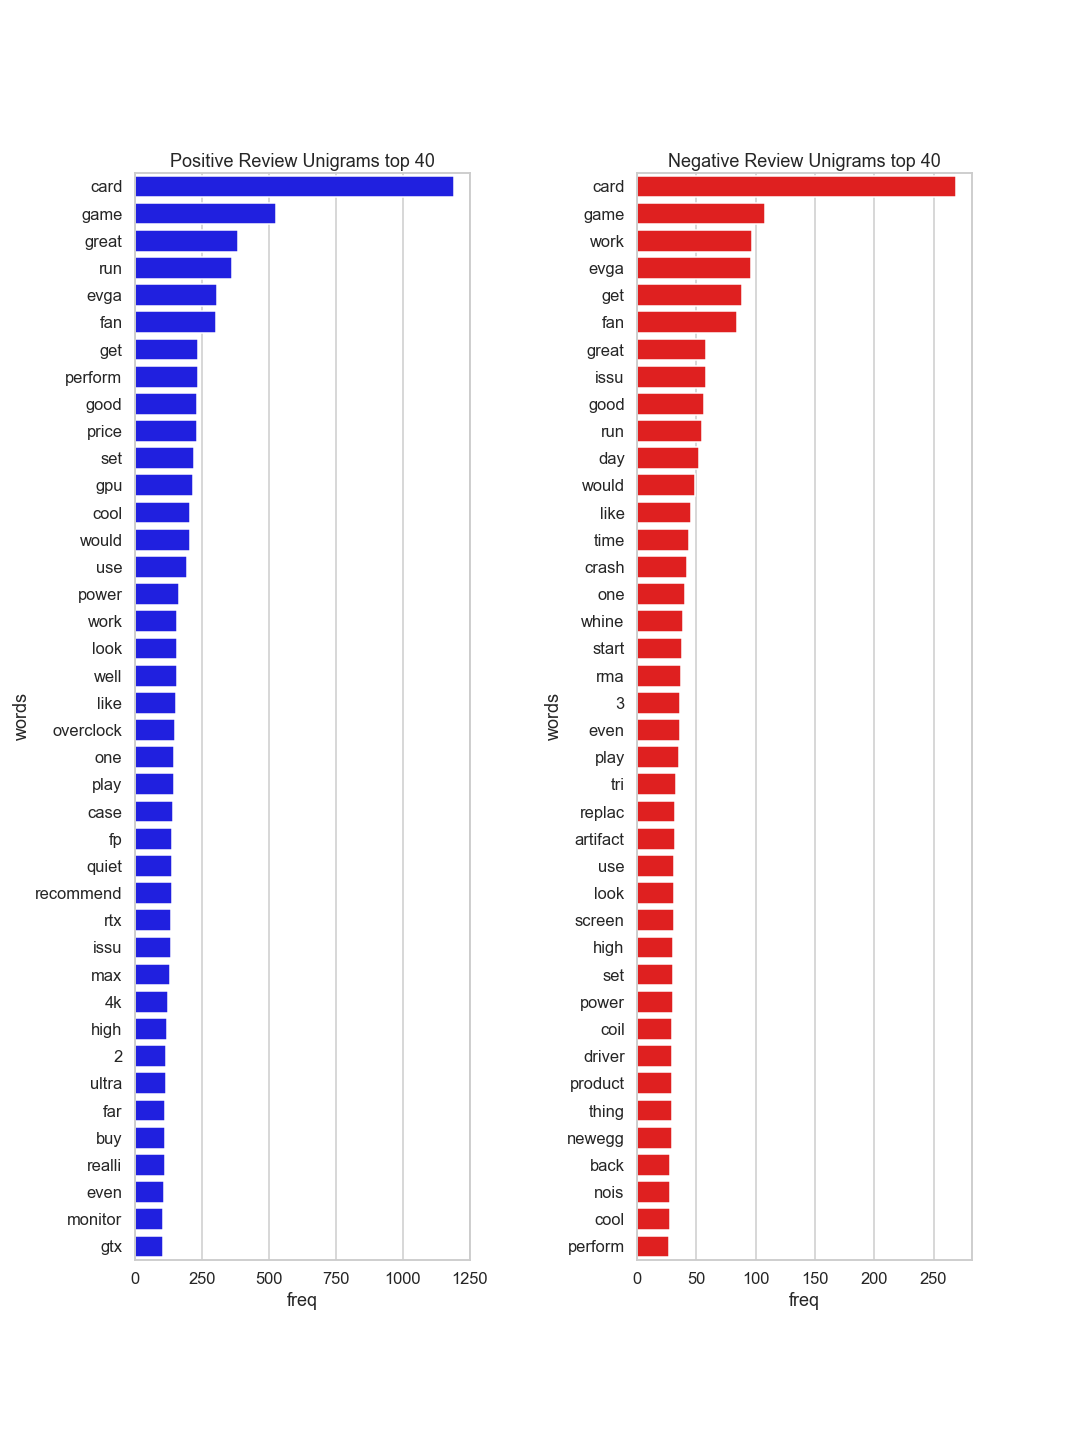 Positive Review Unigrams top 40
words
card
game
great
run
evga
fan
get
perform
good
price
set
gpu
cool
would
use
power
work
look
well
like
overclock
one
play
case
fp
quiet
recommend
rtx
issu
max
4k
high
2
ultra
far
buy
realli
even
monitor
gtx
0 250 500 750 1000 1250
freq
Negative Review Unigrams top 40
words
card
game
work
evga
get
fan
great
issu
good
run
day
would
like
time
crash
one
whine
start
rma
3
even
play
tri
replac
artifact
use
look
screen
high
set
power
coil
driver
product
thing
newegg
back
nois
cool
perform
0 50 100 150 200 250
freq